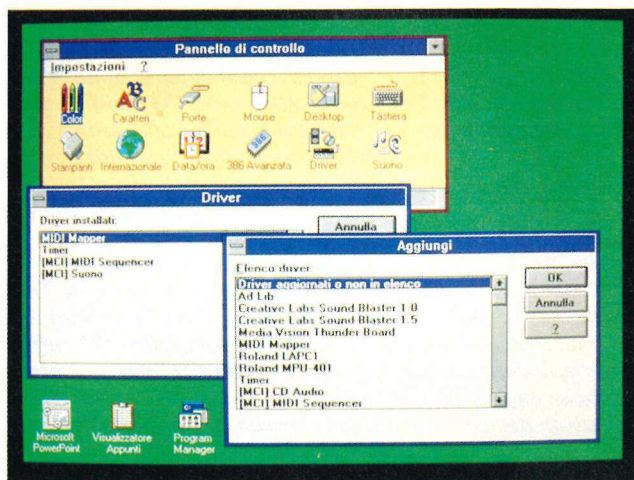 Pannello di controllo
Impostazioni ?
Colori Caratteri Porte Mouse Desktop Tastiera
Stampanti Internazionale Data/ora 386 Avanzata Driver Suono
Driver
Driver installati:
Annulla
MIDI Mapper
Timer
[MCI] MIDI Sequencer
[MCI] Suono
Aggiungi
Elenco driver
Driver aggiornati o non in elenco
Ad Lib
Creative Labs Sound Blaster 1.0
Creative Labs Sound Blaster 1.5
Media Vision Thunder Board
MIDI Mapper
Roland LAPC1
Roland MPU-401
Timer
[MCI] CD Audio
[MCI] MIDI Sequencer
OK
Annulla
?
Microsoft PowerPoint
Visualizzatore Appunti
Program Manager